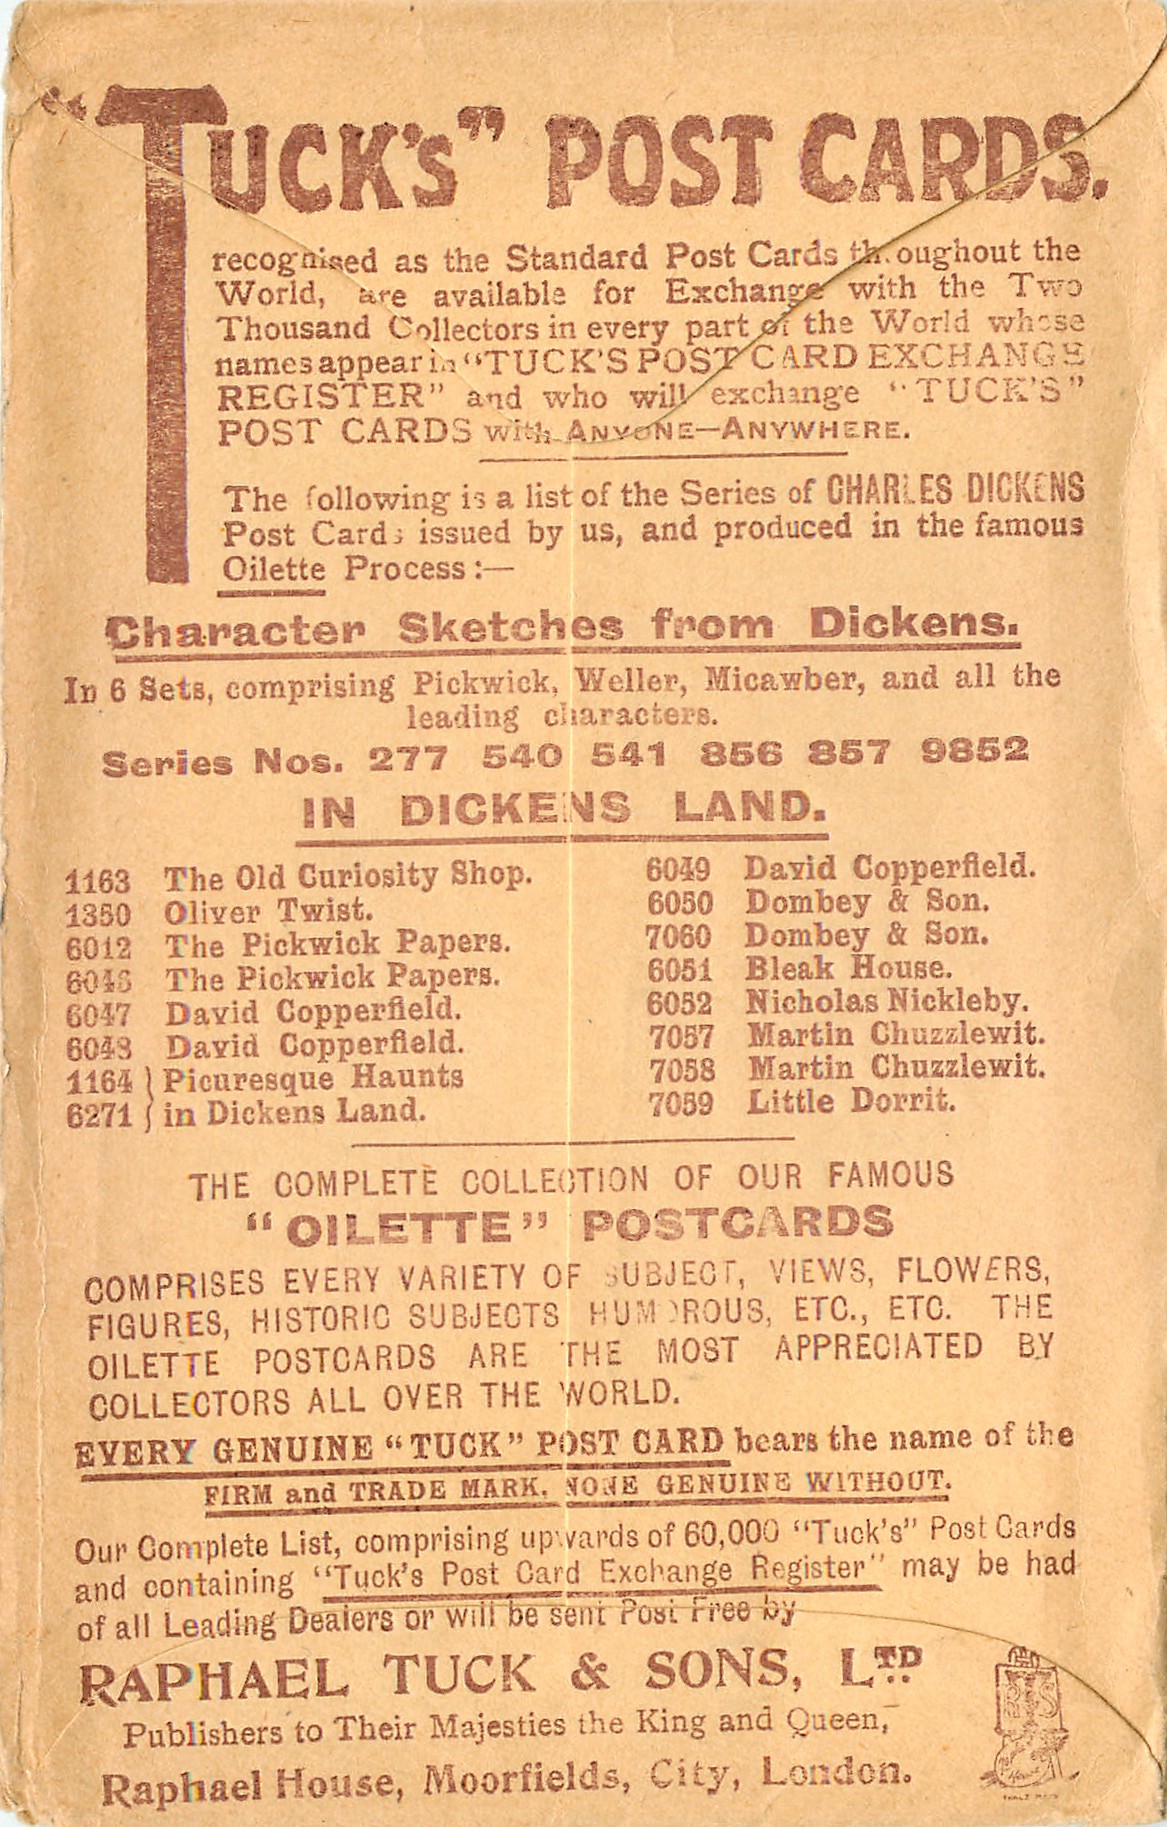 "TUCK'S" POST CARDS.
recognised as the Standard Post Cards throughout the
World, are available for Exchange with the Two
Thousand Collectors in every part of the World whose
names appear in "TUCK'S POST CARD EXCHANGE
REGISTER" and who will exchange "TUCK'S"
POST CARDS with ANYONE—ANYWHERE.
The following is a list of the Series of CHARLES DICKENS
Post Cards issued by us, and produced in the famous
Oilette Process:—
Character Sketches from Dickens.
In 6 Sets, comprising Pickwick, Weller, Micawber, and all the
leading characters.
Series Nos. 277 540 541 856 857 9852
IN DICKENS LAND.
1163 The Old Curiosity Shop.
1350 Oliver Twist.
6012 The Pickwick Papers.
The Pickwick Papers.
6047 David Copperfield.
6048 David Copperfield.
1164 } Picuresque Haunts
6271 } in Dickens Land.
6049 David Copperfield.
6050 Dombey & Son.
7060 Dombey & Son.
6051 Bleak House.
6052 Nicholas Nickleby.
7057 Martin Chuzzlewit.
7058 Martin Chuzzlewit.
7059 Little Dorrit.
THE COMPLETE COLLECTION OF OUR FAMOUS
"OILETTE" POSTCARDS
COMPRISES EVERY VARIETY OF SUBJECT, VIEWS, FLOWERS,
FIGURES, HISTORIC SUBJECTS HUMOROUS, ETC., ETC. THE
OILETTE POSTCARDS ARE THE MOST APPRECIATED BY
COLLECTORS ALL OVER THE WORLD.
EVERY GENUINE "TUCK" POST CARD bears the name of the
FIRM and TRADE MARK. NONE GENUINE WITHOUT.
Our Complete List, comprising upwards of 60,000 "Tuck's" Post Cards
and containing "Tuck's Post Card Exchange Register" may be had
of all Leading Dealers or will be sent Post Free by
RAPHAEL TUCK & SONS, LTD.
Publishers to Their Majesties the King and Queen,
Raphael House, Moorfields, City, London.